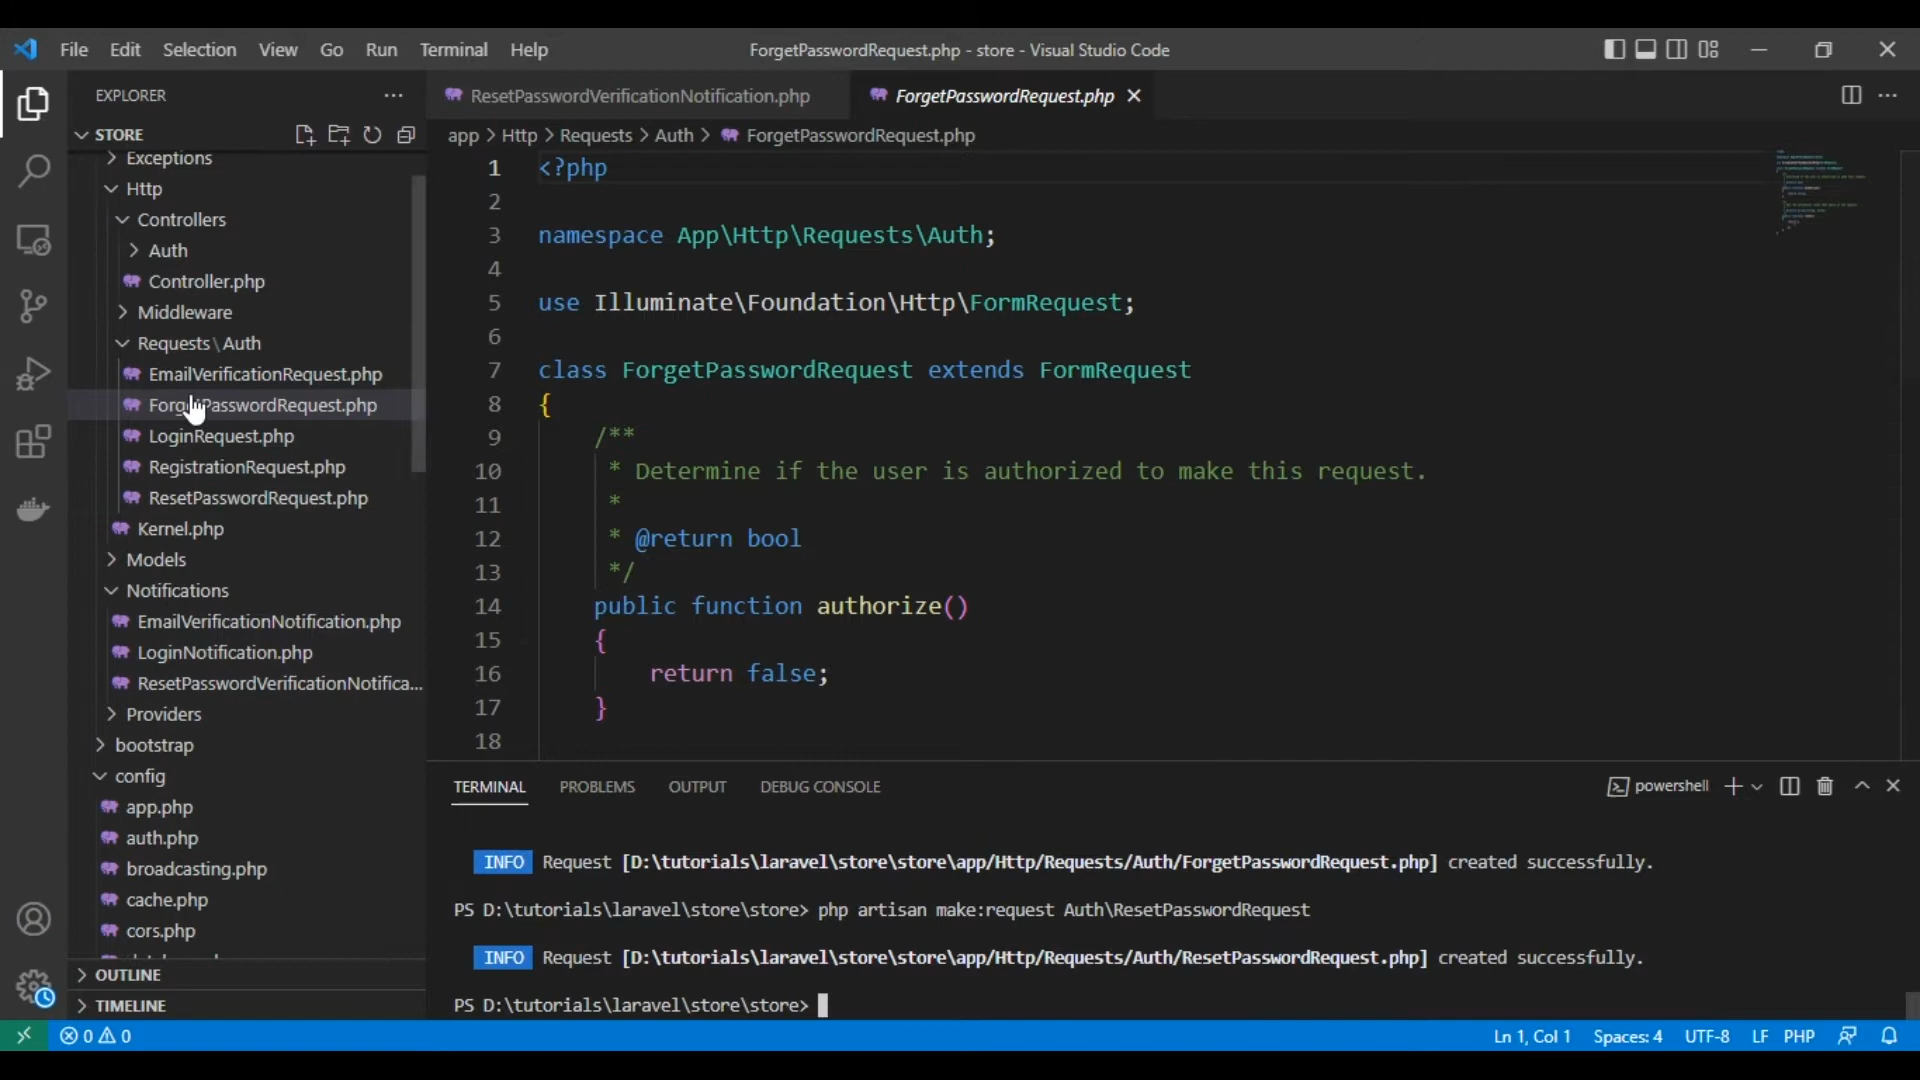 File Edit Selection View Go Run Terminal Help
ForgetPasswordRequest.php - store - Visual Studio Code
EXPLORER
STORE
Exceptions
Http
Controllers
Auth
Controller.php
Middleware
Requests\Auth
EmailVerificationRequest.php
ForgetPasswordRequest.php
LoginRequest.php
RegistrationRequest.php
ResetPasswordRequest.php
Kernel.php
Models
Notifications
EmailVerificationNotification.php
LoginNotification.php
ResetPasswordVerificationNotifica...
Providers
bootstrap
config
app.php
auth.php
broadcasting.php
cache.php
cors.php
OUTLINE
TIMELINE
ResetPasswordVerificationNotification.php
ForgetPasswordRequest.php
app > Http > Requests > Auth > ForgetPasswordRequest.php
1 <?php
2
3 namespace App\Http\Requests\Auth;
4
5 use Illuminate\Foundation\Http\FormRequest;
6
7 class ForgetPasswordRequest extends FormRequest
8 {
9 /**
10 * Determine if the user is authorized to make this request.
11 *
12 * @return bool
13 */
14 public function authorize()
15 {
16 return false;
17 }
18
TERMINAL PROBLEMS OUTPUT DEBUG CONSOLE
powershell
INFO Request [D:\tutorials\laravel\store\store\app/Http/Requests/Auth/ForgetPasswordRequest.php] created successfully.
PS D:\tutorials\laravel\store\store> php artisan make:request Auth\ResetPasswordRequest
INFO Request [D:\tutorials\laravel\store\store\app/Http/Requests/Auth/ResetPasswordRequest.php] created successfully.
PS D:\tutorials\laravel\store\store>
0 0
Ln 1, Col 1 Spaces: 4 UTF-8 LF PHP